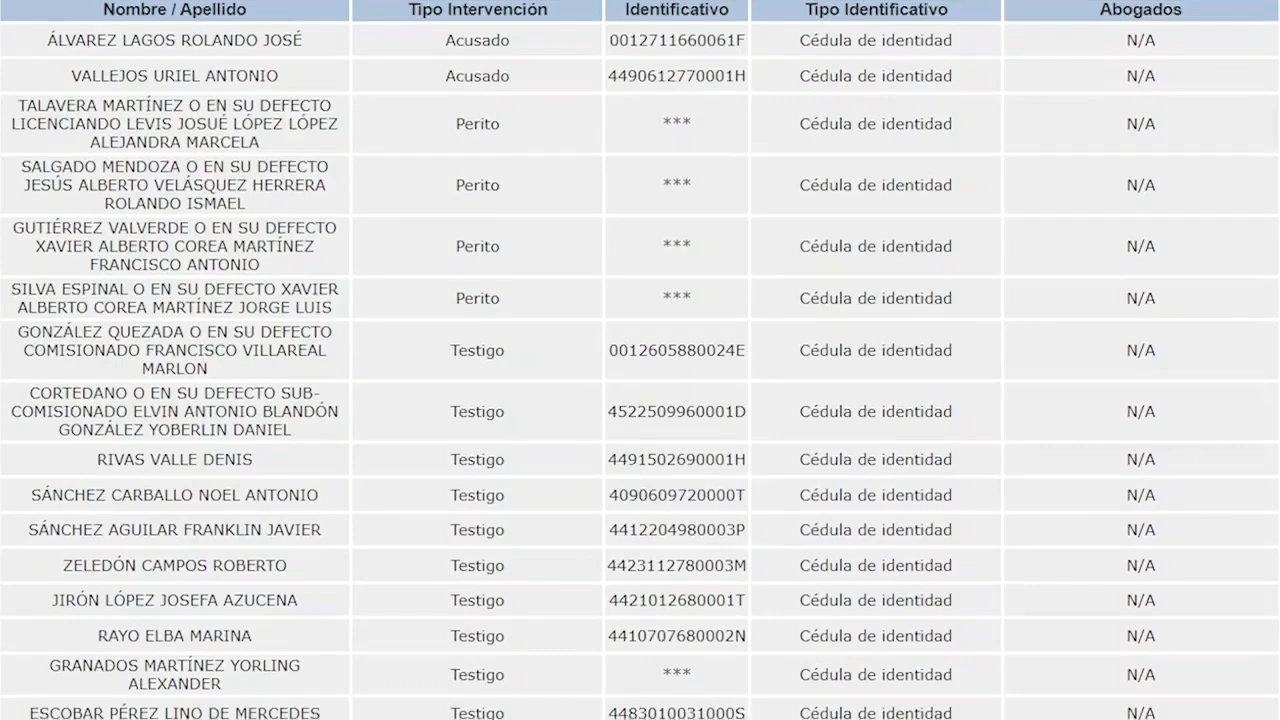 Nombre / Apellido Tipo Intervención Identificativo Tipo Identificativo Abogados
ÁLVAREZ LAGOS ROLANDO JOSÉ Acusado 0012711660061F Cédula de identidad N/A
VALLEJOS URIEL ANTONIO Acusado 4490612770001H Cédula de identidad N/A
TALAVERA MARTÍNEZ O EN SU DEFECTO
LICENCIANDO LEVIS JOSUÉ LÓPEZ LÓPEZ
ALEJANDRA MARCELA
Perito *** Cédula de identidad N/A
SALGADO MENDOZA O EN SU DEFECTO
JESÚS ALBERTO VELÁSQUEZ HERRERA
ROLANDO ISMAEL
Perito *** Cédula de identidad N/A
GUTIÉRREZ VALVERDE O EN SU DEFECTO
XAVIER ALBERTO COREA MARTÍNEZ
FRANCISCO ANTONIO
Perito *** Cédula de identidad N/A
SILVA ESPINAL O EN SU DEFECTO XAVIER
ALBERTO COREA MARTÍNEZ JORGE LUIS
Perito *** Cédula de identidad N/A
GONZÁLEZ QUEZADA O EN SU DEFECTO
COMISIONADO FRANCISCO VILLAREAL
MARLON
Testigo 0012605880024E Cédula de identidad N/A
CORTEDANO O EN SU DEFECTO SUB-
COMISIONADO ELVIN ANTONIO BLANDÓN
GONZÁLEZ YOBERLIN DANIEL
Testigo 4522509960001D Cédula de identidad N/A
RIVAS VALLE DENIS Testigo 4491502690001H Cédula de identidad N/A
SÁNCHEZ CARBALLO NOEL ANTONIO Testigo 4090609720000T Cédula de identidad N/A
SÁNCHEZ AGUILAR FRANKLIN JAVIER Testigo 4412204980003P Cédula de identidad N/A
ZELEDÓN CAMPOS ROBERTO Testigo 4423112780003M Cédula de identidad N/A
JIRÓN LÓPEZ JOSEFA AZUCENA Testigo 4421012680001T Cédula de identidad N/A
RAYO ELBA MARINA Testigo 4410707680002N Cédula de identidad N/A
GRANADOS MARTÍNEZ YORLING
ALEXANDER
Testigo *** Cédula de identidad N/A
ESCOBAR PÉREZ LINO DE MERCEDES Testigo 4483010031000S Cédula de identidad N/A